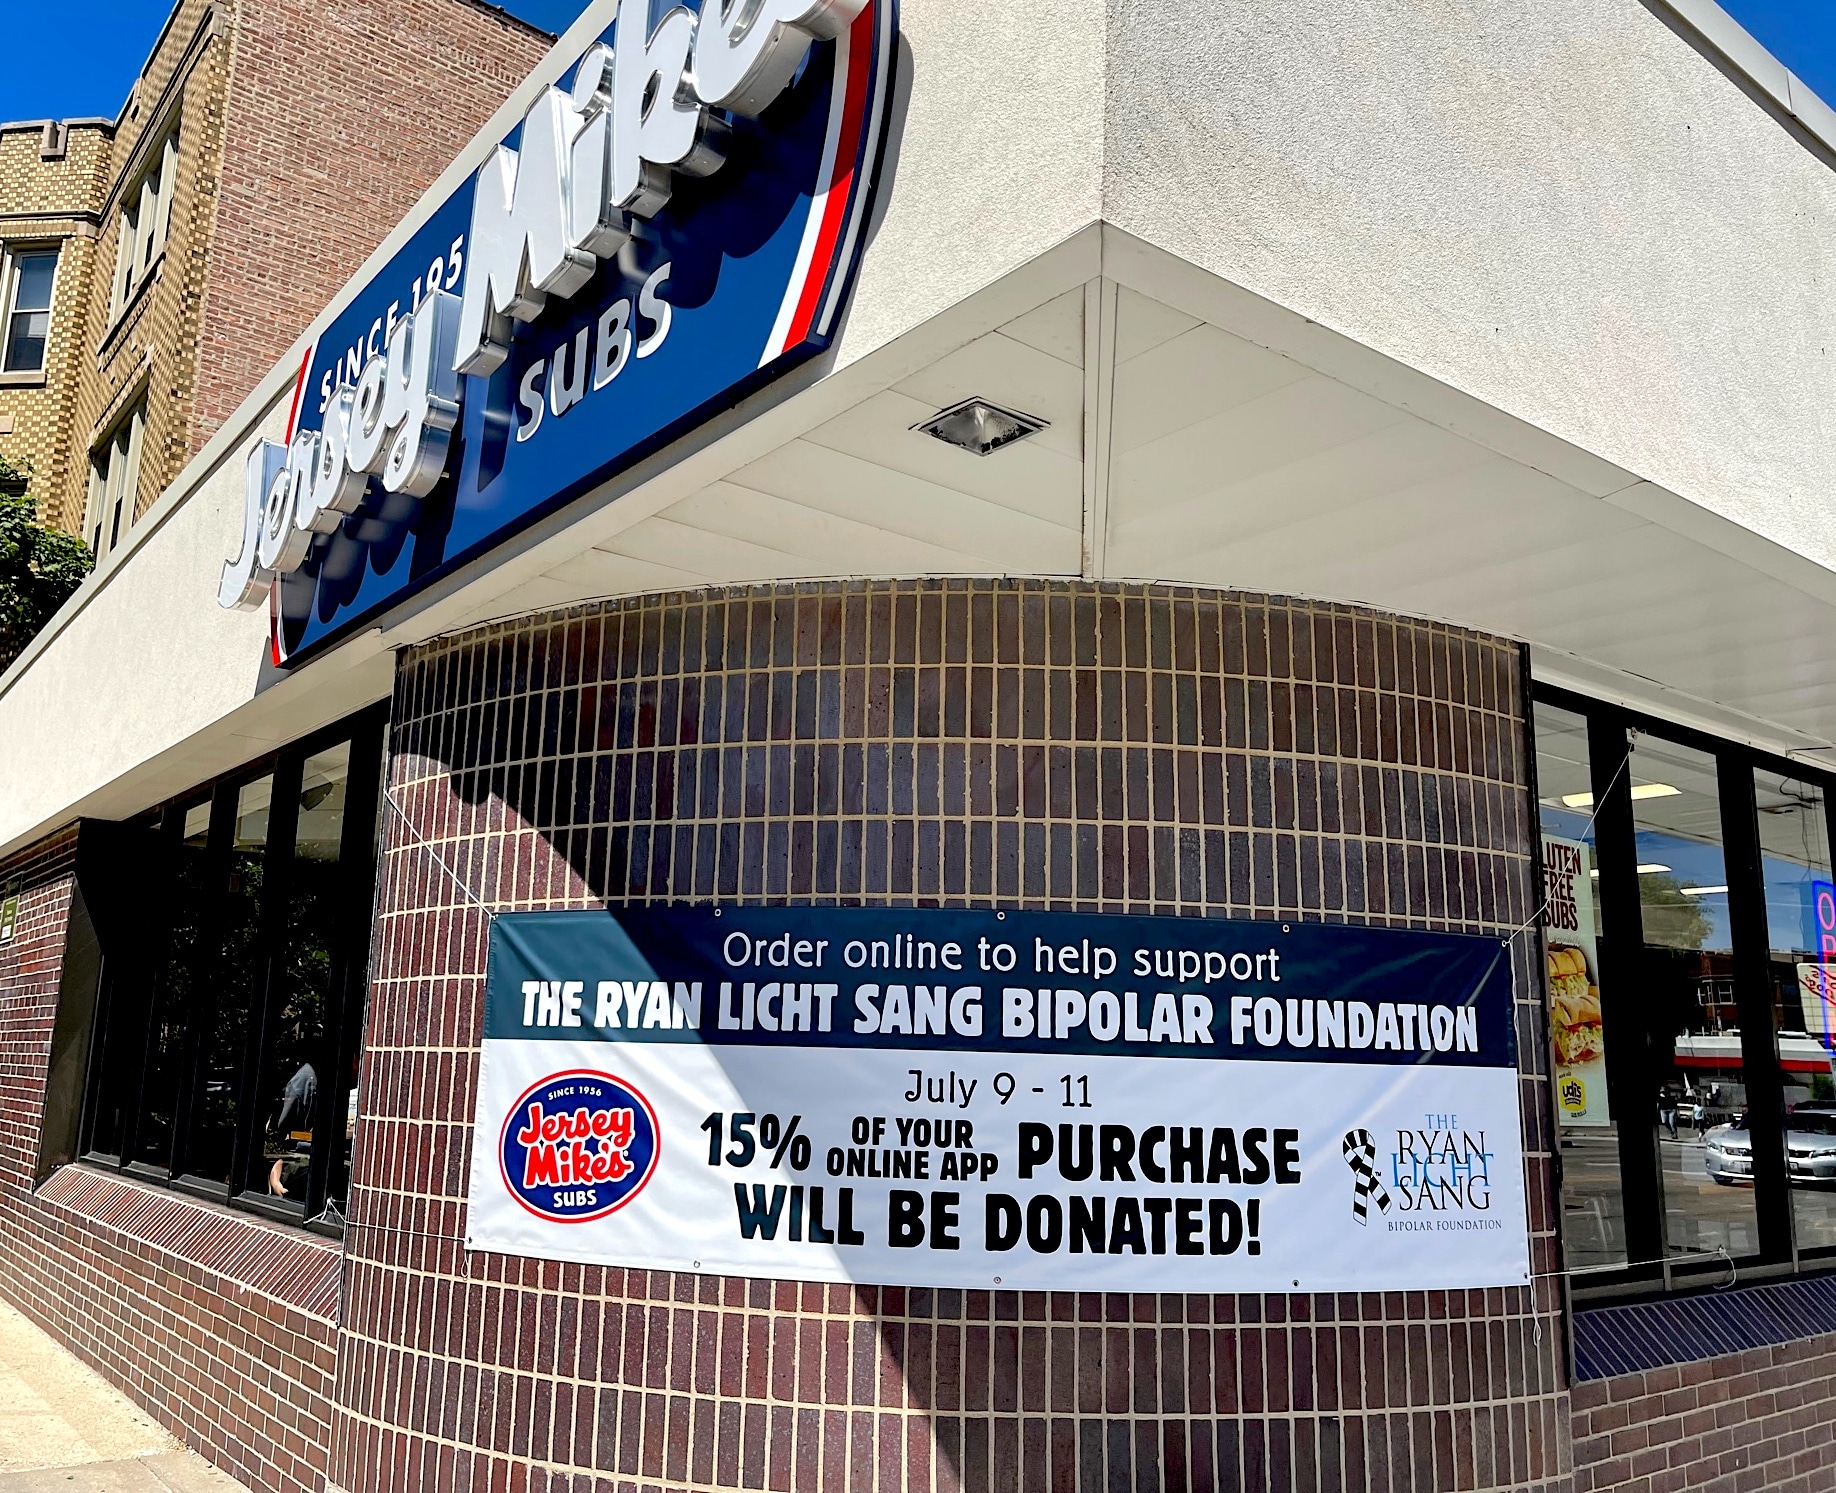 SINCE 195
Jersey Mike
SUBS
Order online to help support
THE RYAN LICHT SANG BIPOLAR FOUNDATION
July 9 - 11
15% OF YOUR ONLINE APP PURCHASE
WILL BE DONATED!
SINCE 1956
Jersey
Mike's
SUBS
THE
RYAN
LICHT
SANG
BIPOLAR FOUNDATION
LUTEN
FREE
SUBS
udi's